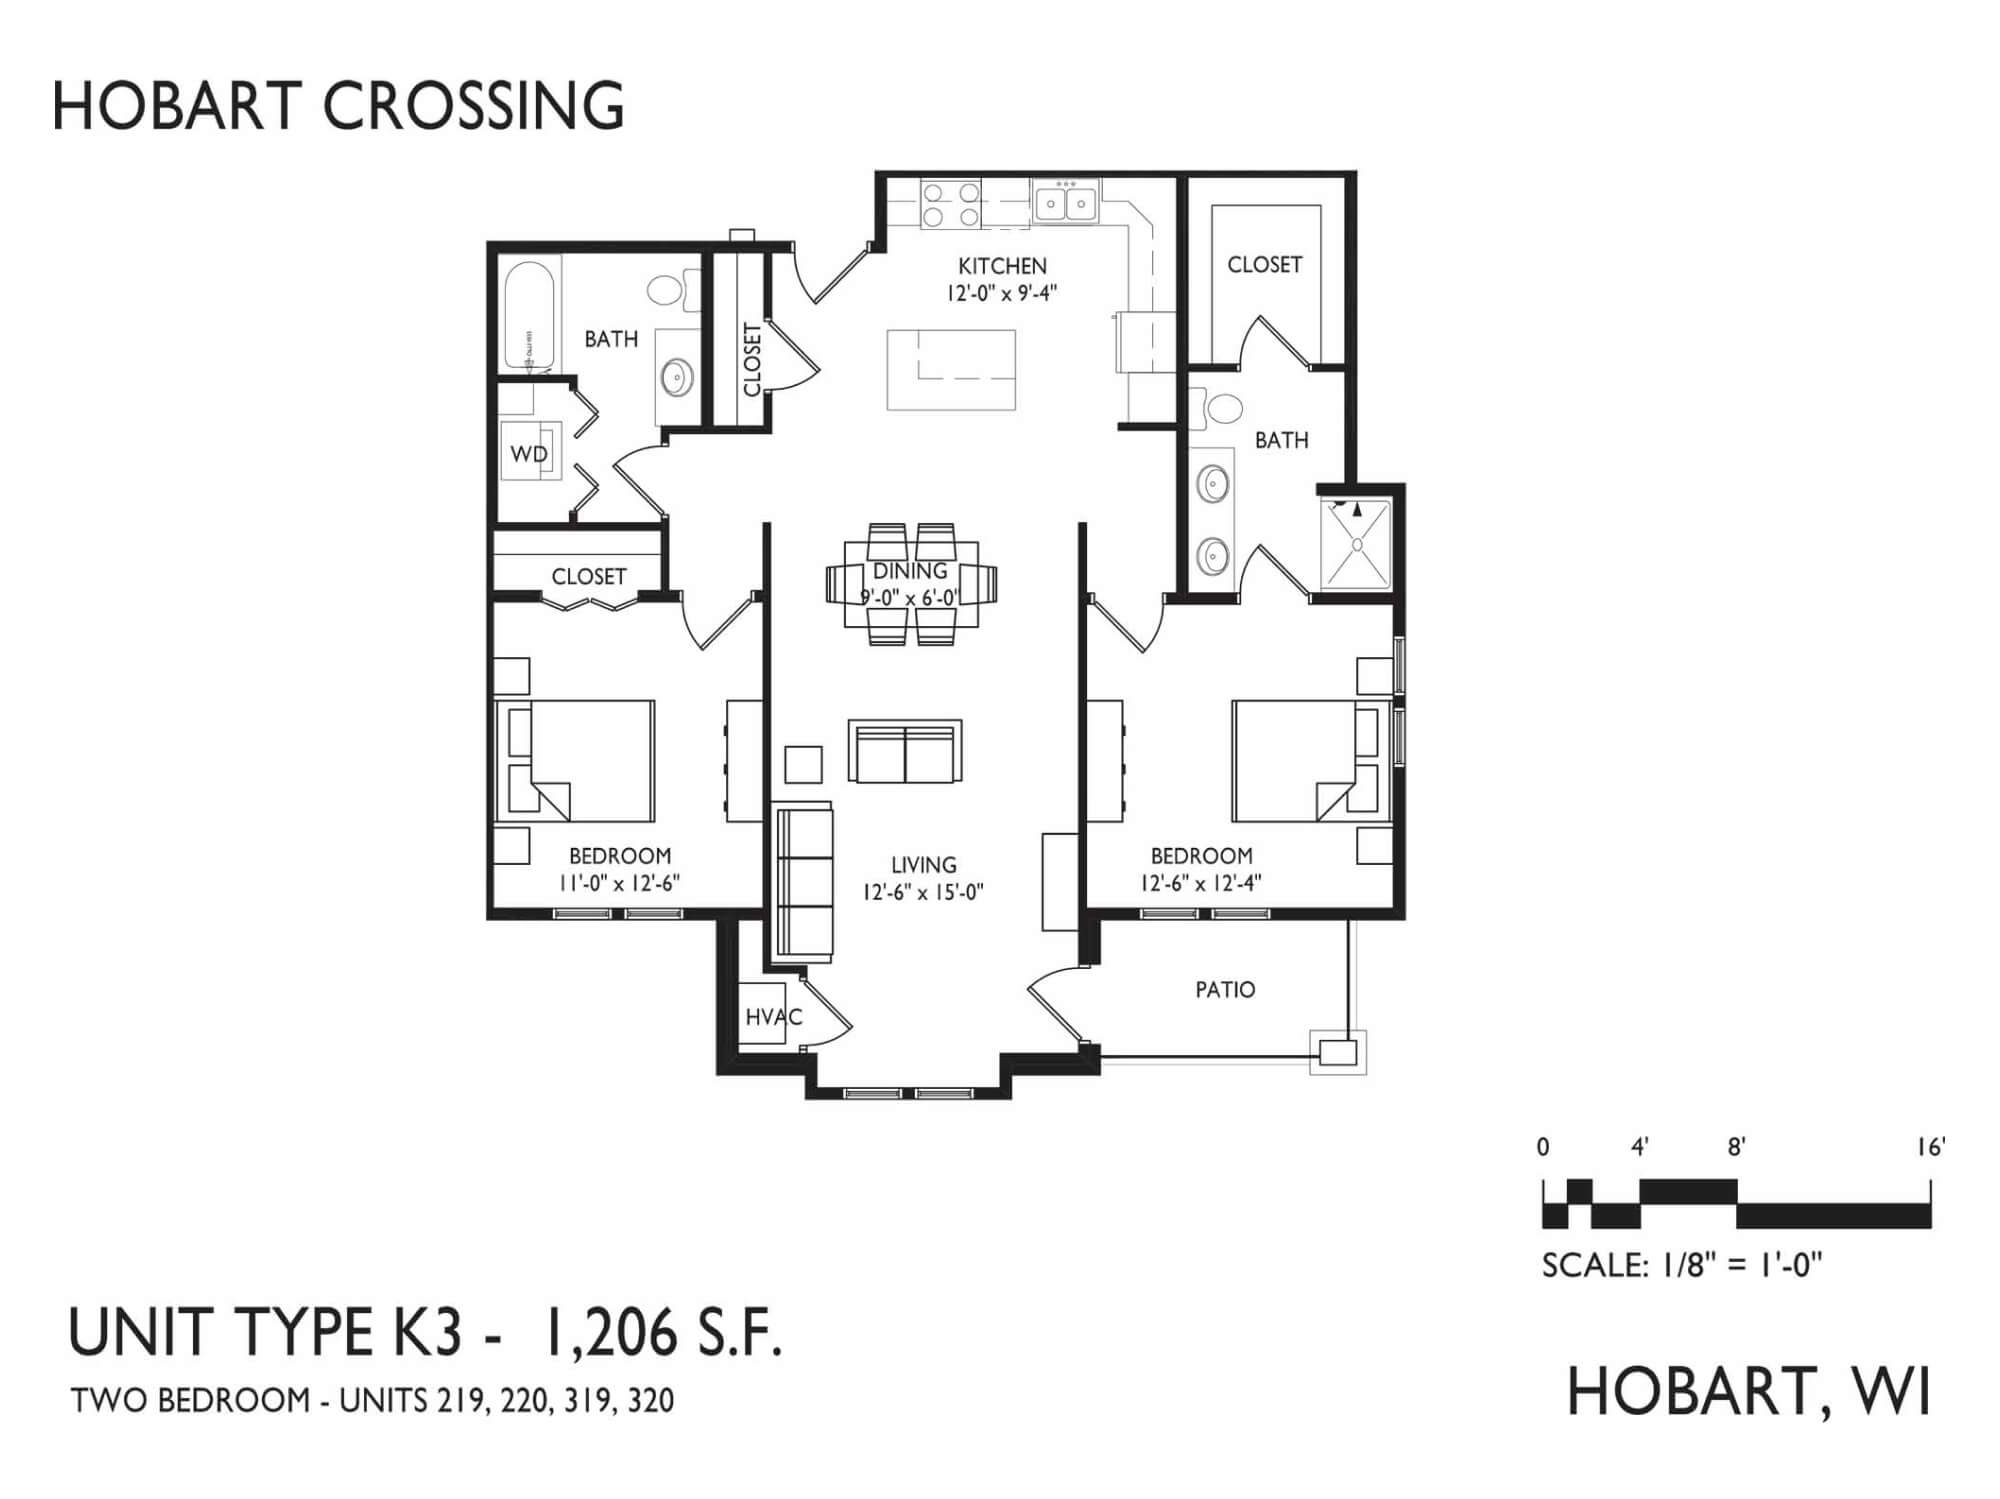 HOBART CROSSING
KITCHEN
12'-0" x 9'-4"
CLOSET
BATH
CLOSET
BATH
WD
CLOSET
DINING
9'-0" x 6'-0"
BEDROOM
11'-0" x 12'-6"
LIVING
12'-6" x 15'-0"
BEDROOM
12'-6" x 12'-4"
PATIO
HVAC
0 4' 8' 16'
SCALE: 1/8" = 1'-0"
UNIT TYPE K3 - 1,206 S.F.
TWO BEDROOM - UNITS 219, 220, 319, 320
HOBART, WI